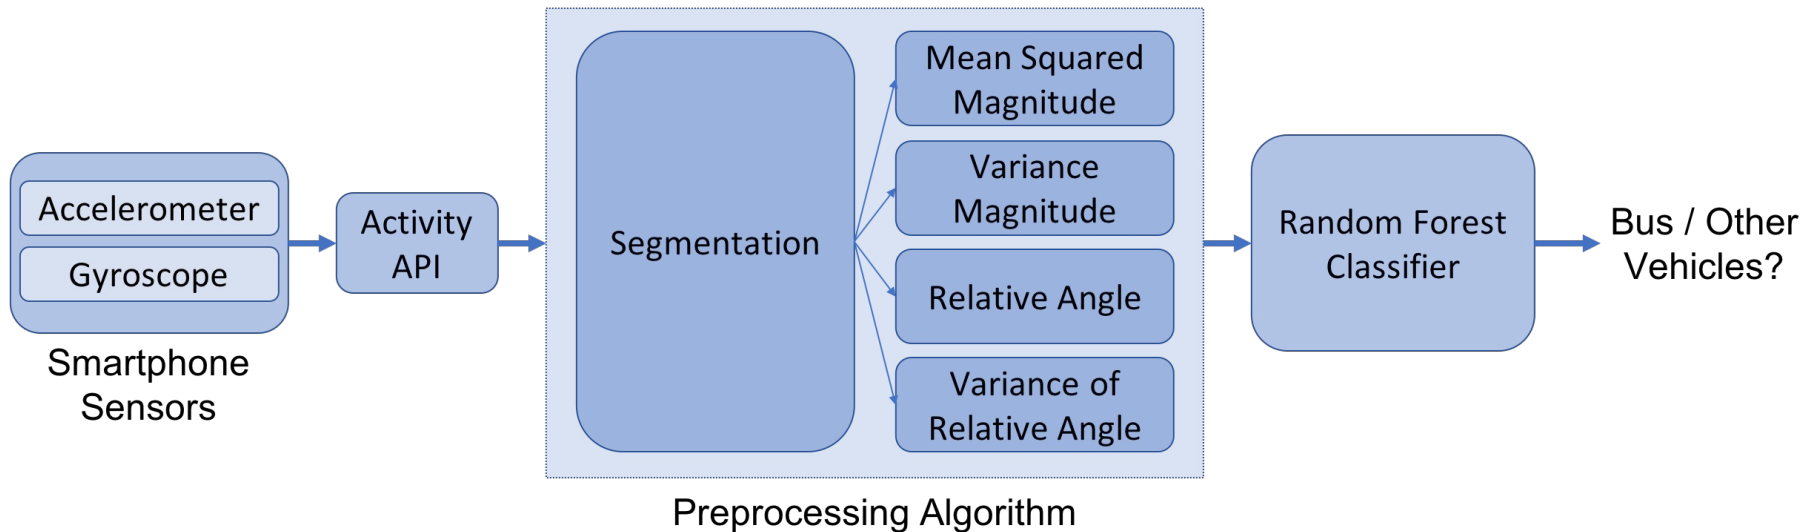 Accelerometer
Gyroscope
Smartphone
Sensors
Activity
API
Segmentation
Mean Squared
Magnitude
Variance
Magnitude
Relative Angle
Variance of
Relative Angle
Preprocessing Algorithm
Random Forest
Classifier
Bus / Other
Vehicles?